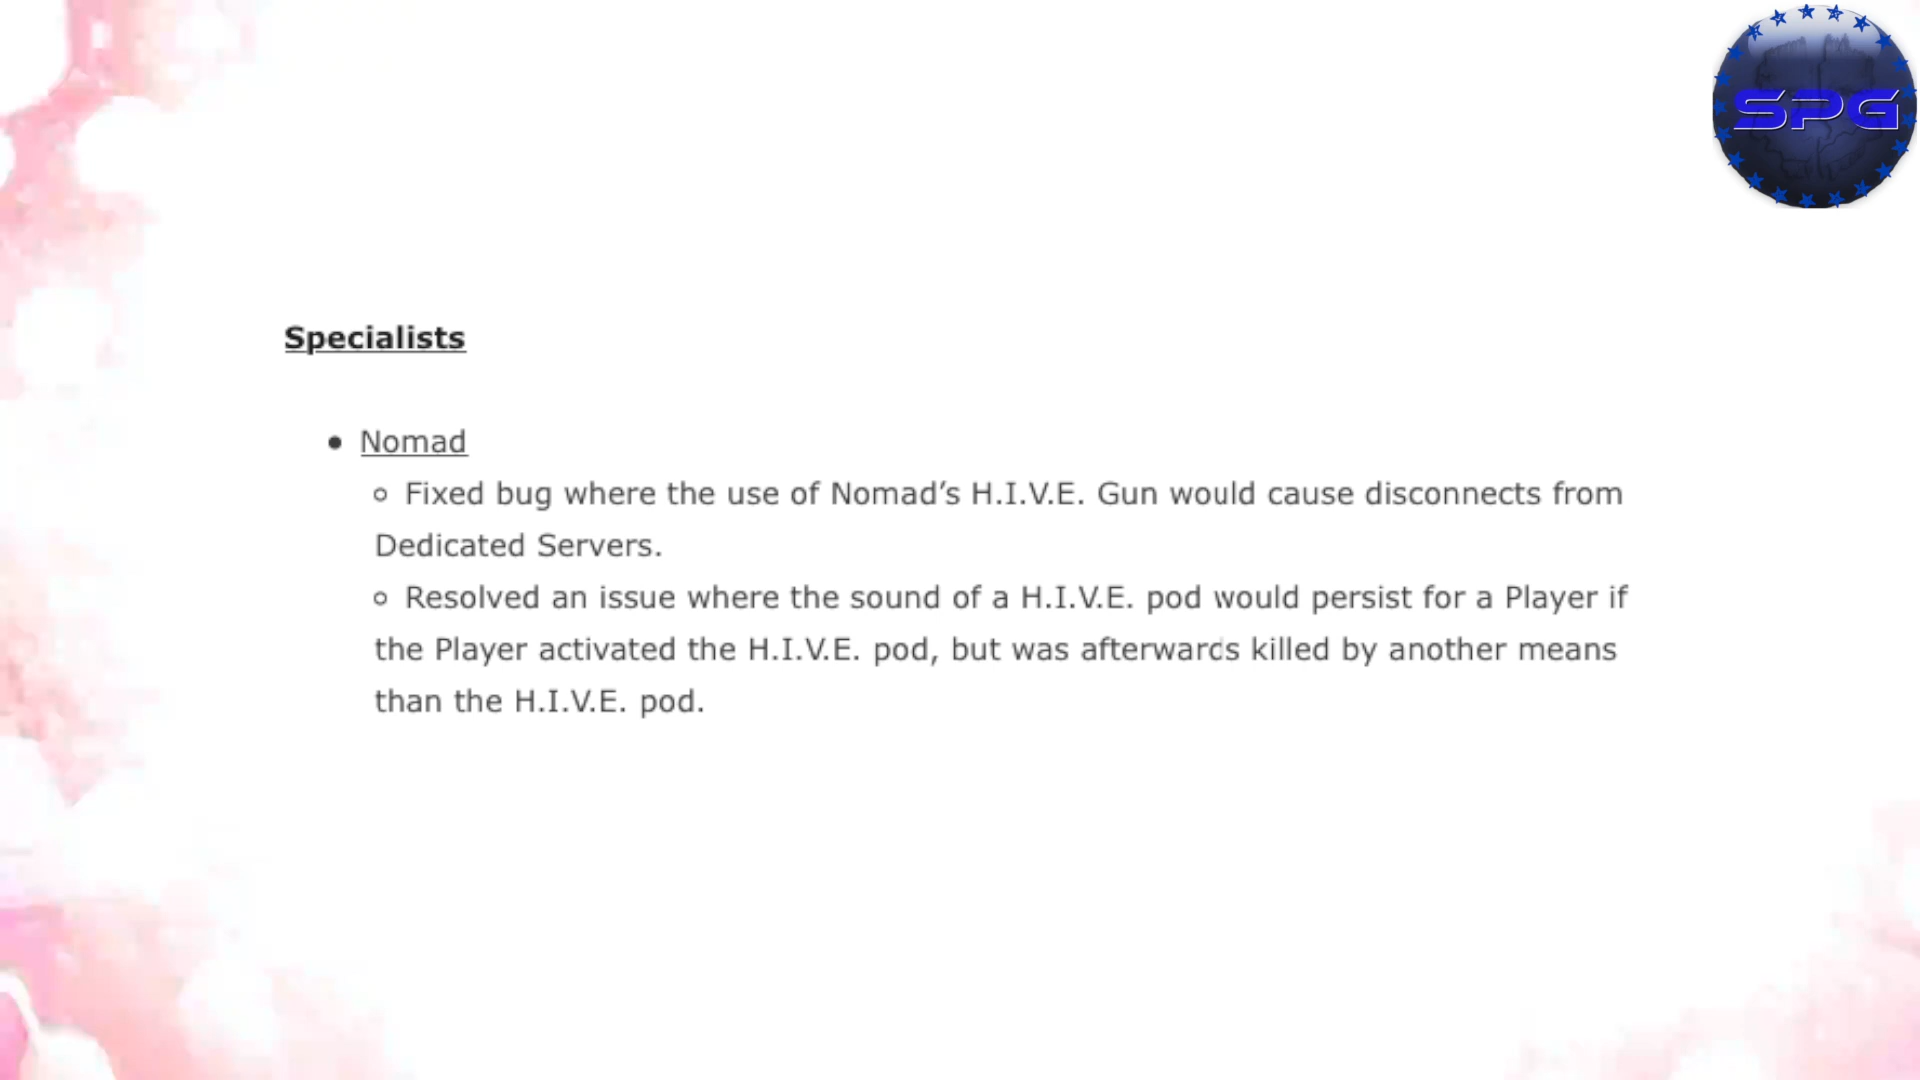 SPG
Specialists
• Nomad
o Fixed bug where the use of Nomad’s H.I.V.E. Gun would cause disconnects from
Dedicated Servers.
o Resolved an issue where the sound of a H.I.V.E. pod would persist for a Player if
the Player activated the H.I.V.E. pod, but was afterwards killed by another means
than the H.I.V.E. pod.